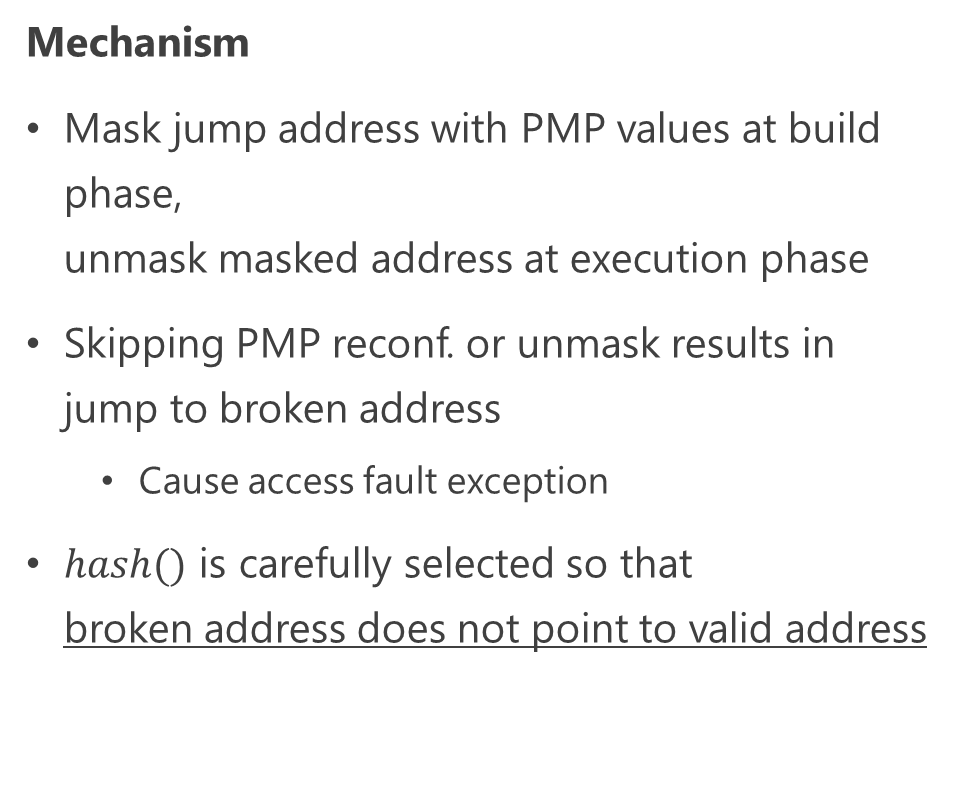 Mechanism
• Mask jump address with PMP values at build
phase,
unmask masked address at execution phase
• Skipping PMP reconf. or unmask results in
jump to broken address
• Cause access fault exception
• hash() is carefully selected so that
broken address does not point to valid address